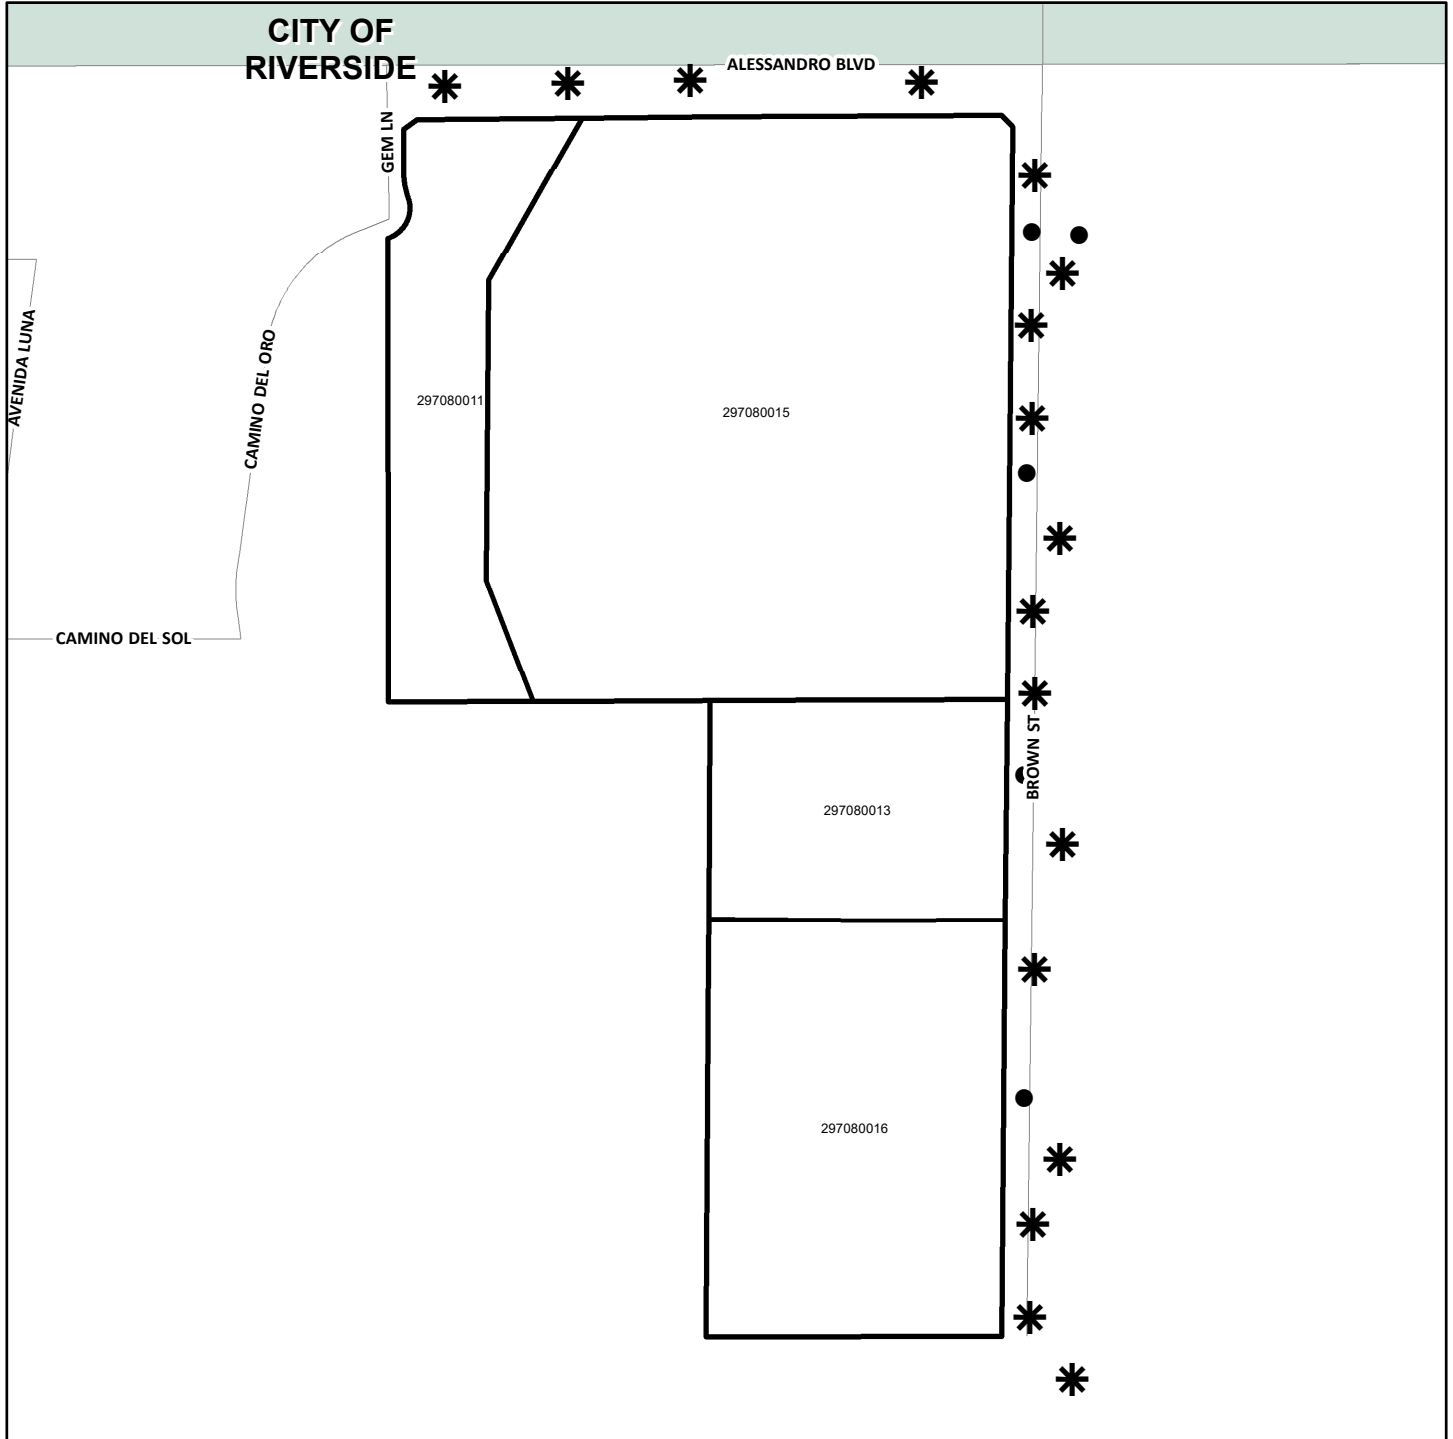 CITY OF
RIVERSIDE
ALESSANDRO BLVD
GEM LN
AVENIDA LUNA
CAMINO DEL ORO
297080011
297080015
CAMINO DEL SOL
BROWN ST
297080013
297080016